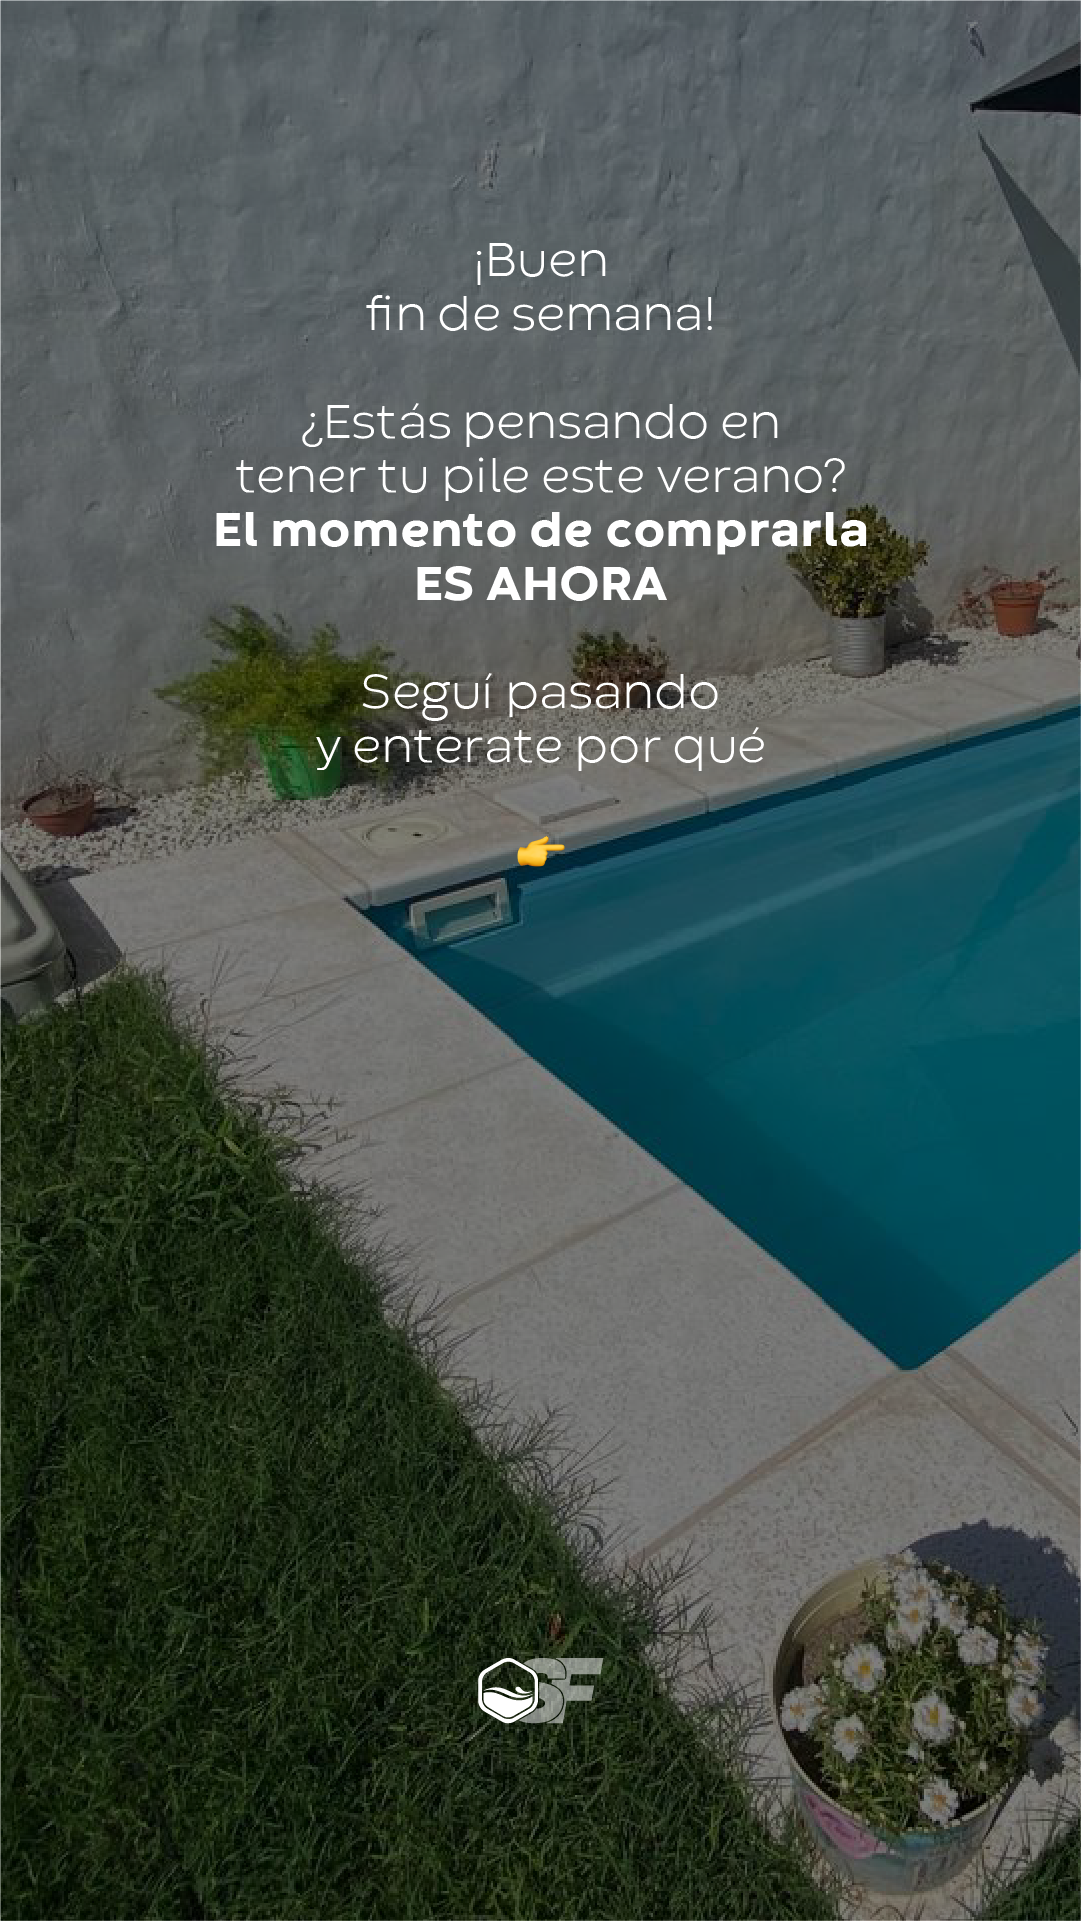 ¡Buen
fin de semana!
¿Estás pensando en
tener tu pile este verano?
El momento de comprarla
ES AHORA
Seguí pasando
y enterate por qué
👉
SF